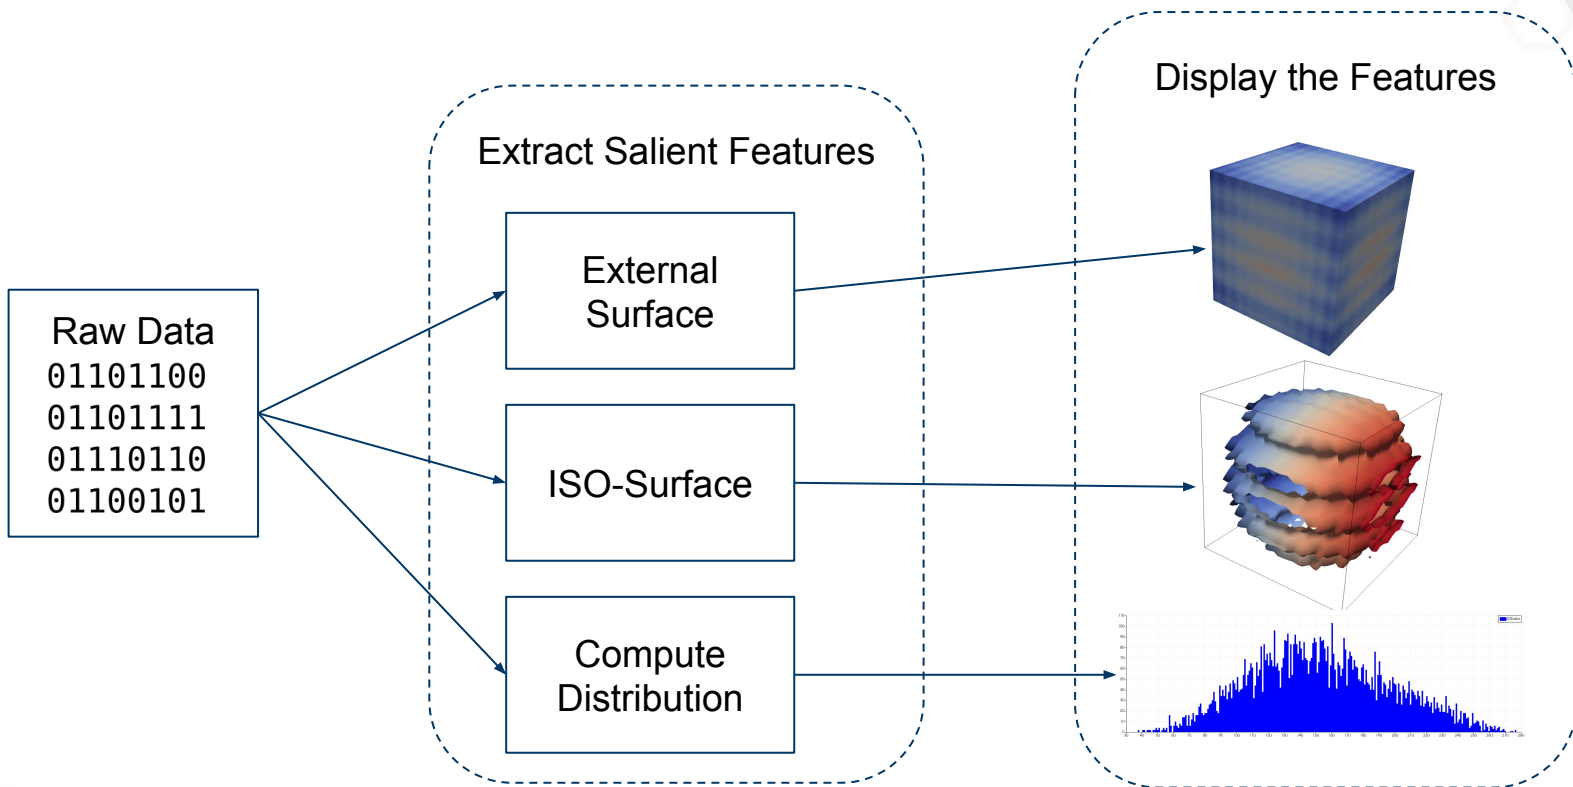 Display the Features
Extract Salient Features
External
Surface
Raw Data
01101100
01101111
01110110
01100101
ISO-Surface
Compute
Distribution